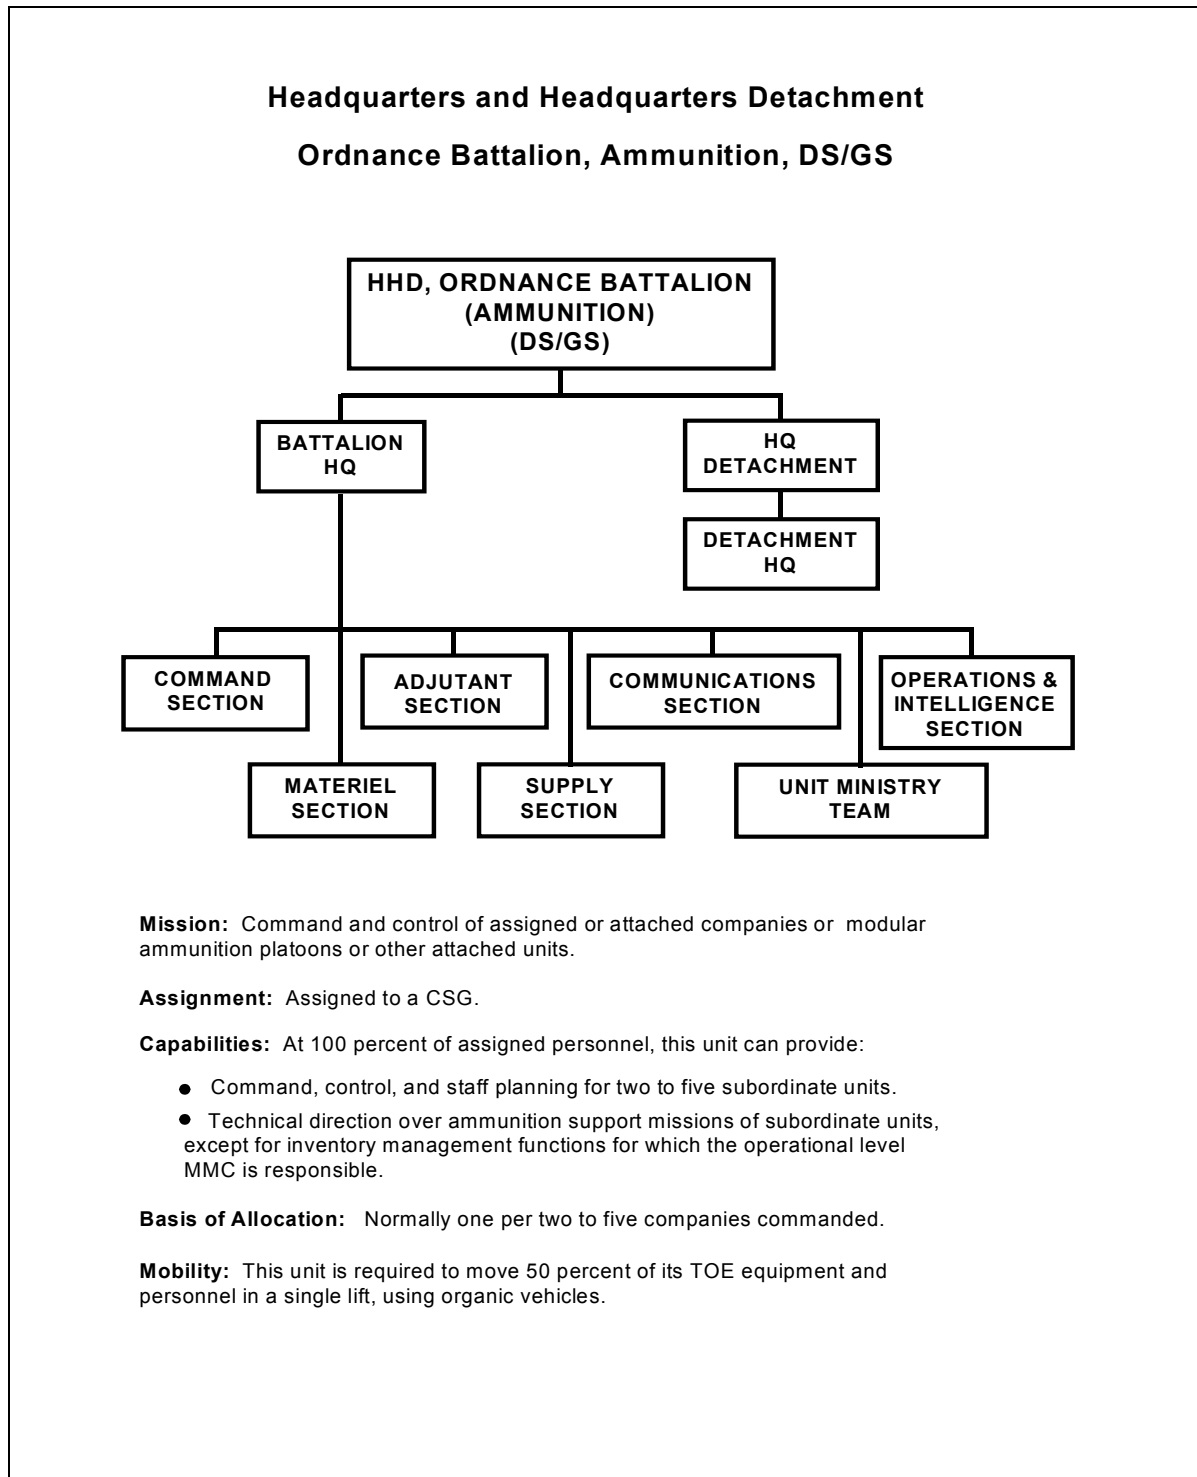 Headquarters and Headquarters Detachment
Ordnance Battalion, Ammunition, DS/GS
HHD, ORDNANCE BATTALION
(AMMUNITION)
(DS/GS)
BATTALION
HQ
HQ
DETACHMENT
DETACHMENT
HQ
COMMAND
SECTION
ADJUTANT
SECTION
COMMUNICATIONS
SECTION
OPERATIONS &
INTELLIGENCE
SECTION
MATERIEL
SECTION
SUPPLY
SECTION
UNIT MINISTRY
TEAM
Mission: Command and control of assigned or attached companies or modular
ammunition platoons or other attached units.
Assignment: Assigned to a CSG.
Capabilities: At 100 percent of assigned personnel, this unit can provide:
● Command, control, and staff planning for two to five subordinate units.
● Technical direction over ammunition support missions of subordinate units,
except for inventory management functions for which the operational level
MMC is responsible.
Basis of Allocation: Normally one per two to five companies commanded.
Mobility: This unit is required to move 50 percent of its TOE equipment and
personnel in a single lift, using organic vehicles.